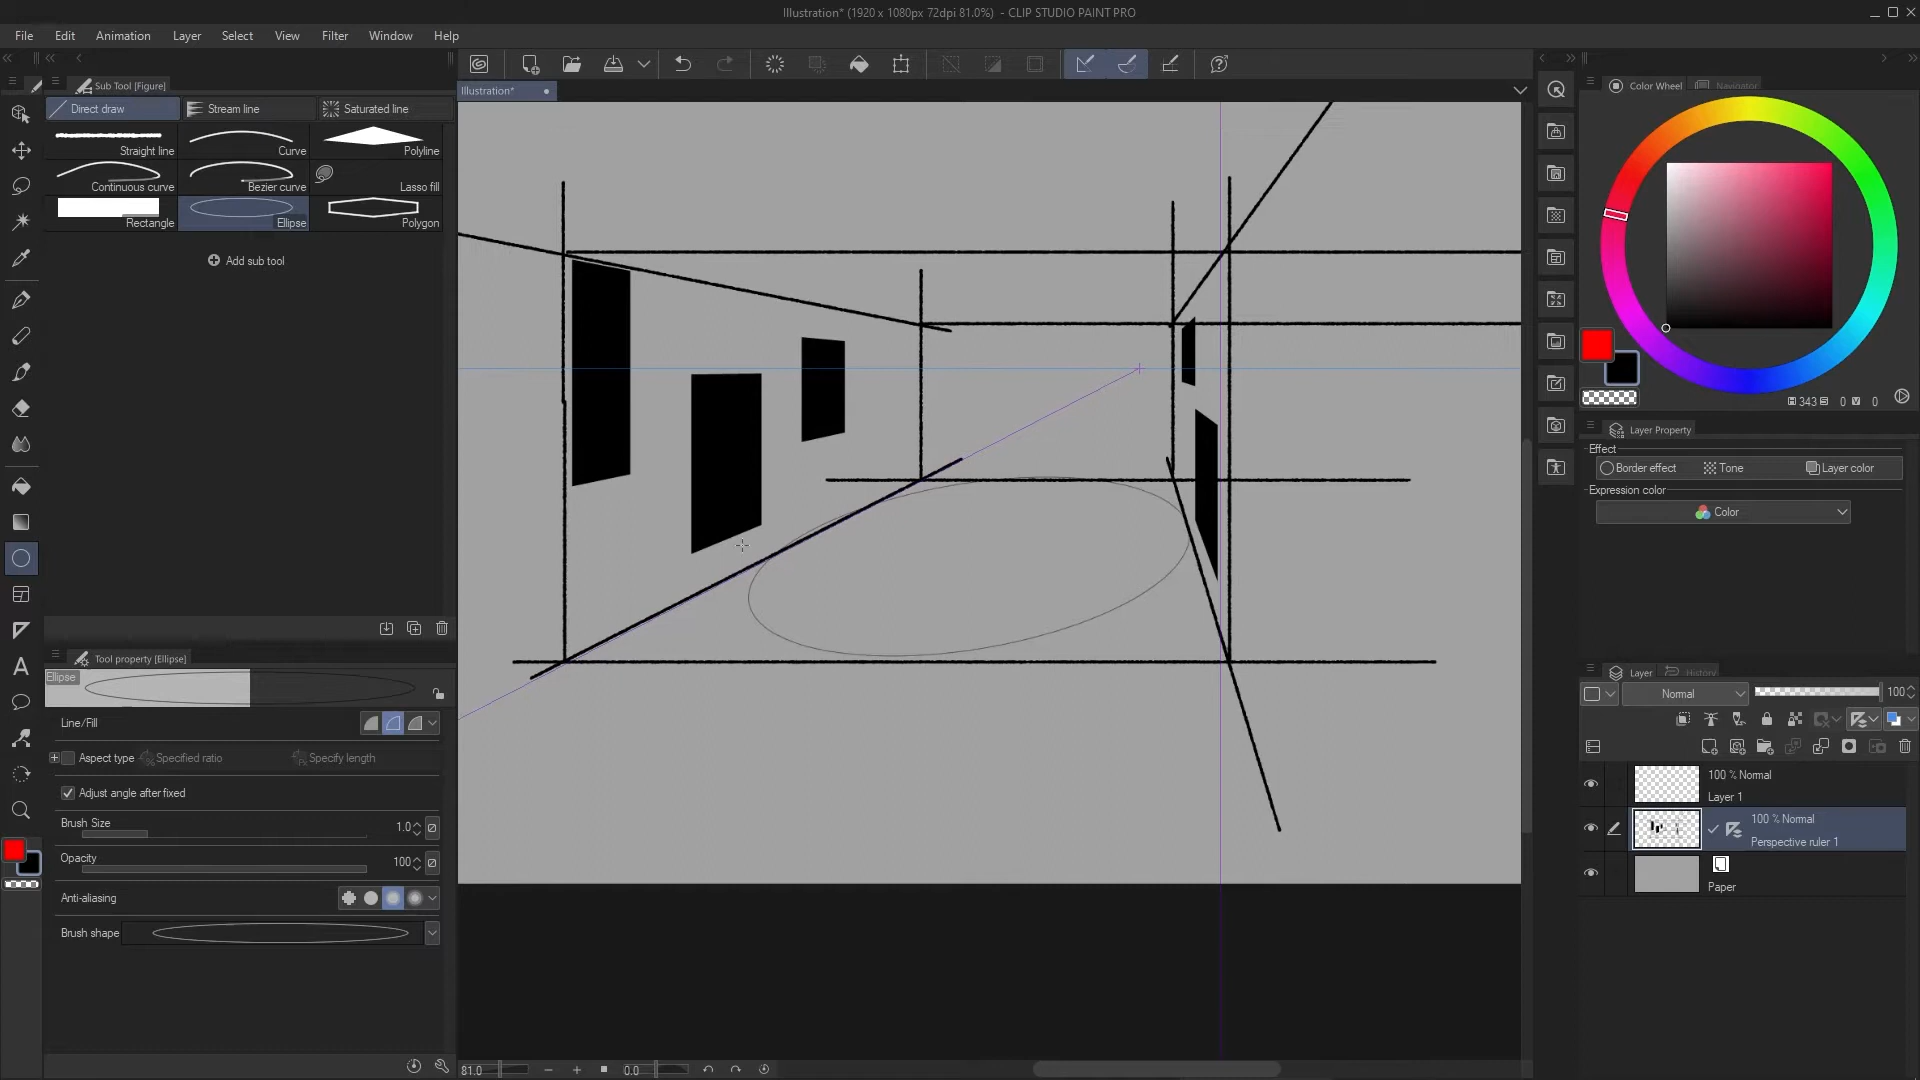 Illustration* (1920 x 1080px 72dpi 81.0%) - CLIP STUDIO PAINT PRO
File Edit Animation Layer Select View Filter Window Help
Sub Tool [Figure]
Direct draw Stream line Saturated line
Straight line Curve Polyline
Continuous curve Bezier curve Lasso fill
Rectangle Ellipse Polygon
Add sub tool
Tool property [Ellipse]
Ellipse
Line/Fill
Aspect type Specified ratio Specify length
Adjust angle after fixed
Brush Size 1.0
Opacity 100
Anti-aliasing
Brush shape
Illustration*
81.0
0.0
Color Wheel Navigator
343 0 0
Layer Property
Effect
Border effect Tone Layer color
Expression color
Color
Layer History
Normal 100
100 % Normal
Layer 1
100 % Normal
Perspective ruler 1
Paper